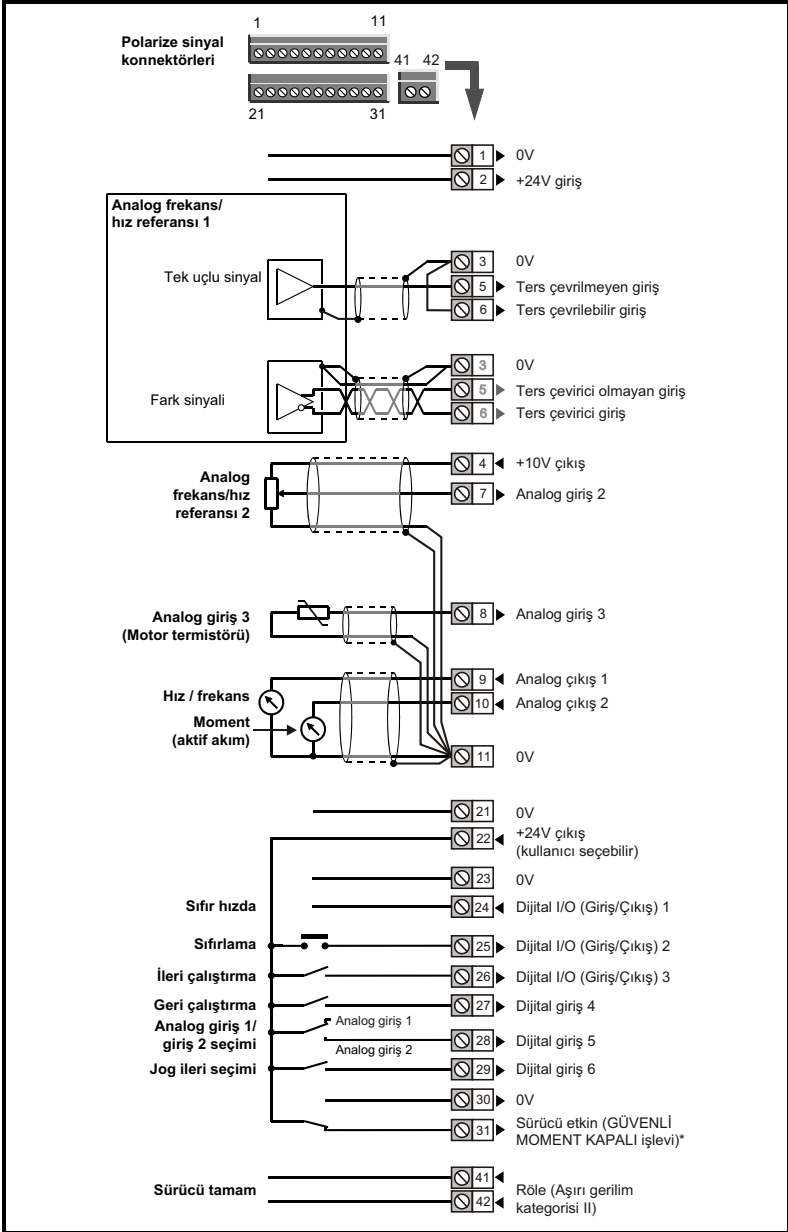 1 11
Polarize sinyal
konnektörleri
41 42
21 31
1 0V
2 +24V giriş
Analog frekans/
hız referansı 1
Tek uçlu sinyal
3 0V
5 Ters çevrilmeyen giriş
6 Ters çevrilebilir giriş
Fark sinyali
3 0V
5 Ters çevirici olmayan giriş
6 Ters çevirici giriş
Analog
frekans/hız
referansı 2
4 +10V çıkış
7 Analog giriş 2
Analog giriş 3
(Motor termistörü)
8 Analog giriş 3
Hız / frekans
9 Analog çıkış 1
Moment
(aktif akım)
10 Analog çıkış 2
11 0V
21 0V
22 +24V çıkış
(kullanıcı seçebilir)
23 0V
Sıfır hızda
24 Dijital I/O (Giriş/Çıkış) 1
Sıfırlama
25 Dijital I/O (Giriş/Çıkış) 2
İleri çalıştırma
26 Dijital I/O (Giriş/Çıkış) 3
Geri çalıştırma
27 Dijital giriş 4
Analog giriş 1/
giriş 2 seçimi
Analog giriş 1
Analog giriş 2
28 Dijital giriş 5
Jog ileri seçimi
29 Dijital giriş 6
30 0V
31 Sürücü etkin (GÜVENLİ
MOMENT KAPALI işlevi)*
Sürücü tamam
41
42
Röle (Aşırı gerilim
kategorisi II)